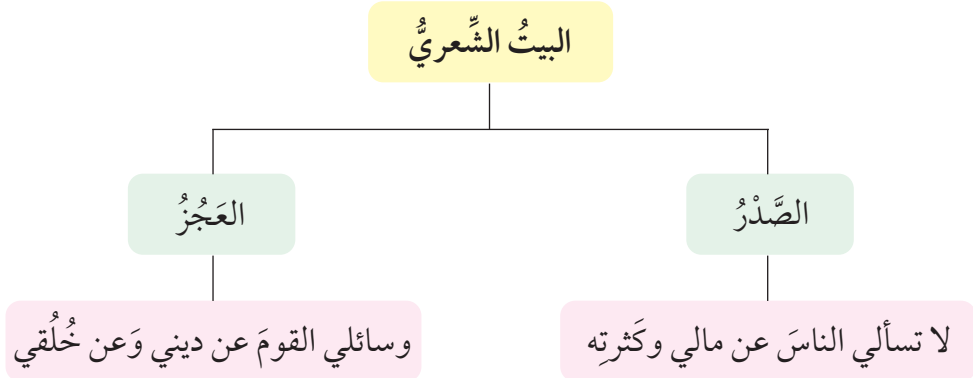 البيتُ الشِّعريُّ
الصَّدْرُ
العَجُزُ
لا تسألي الناسَ عن مالي وكَثرتِه
وسائلي القومَ عن ديني وَعن خُلُقي